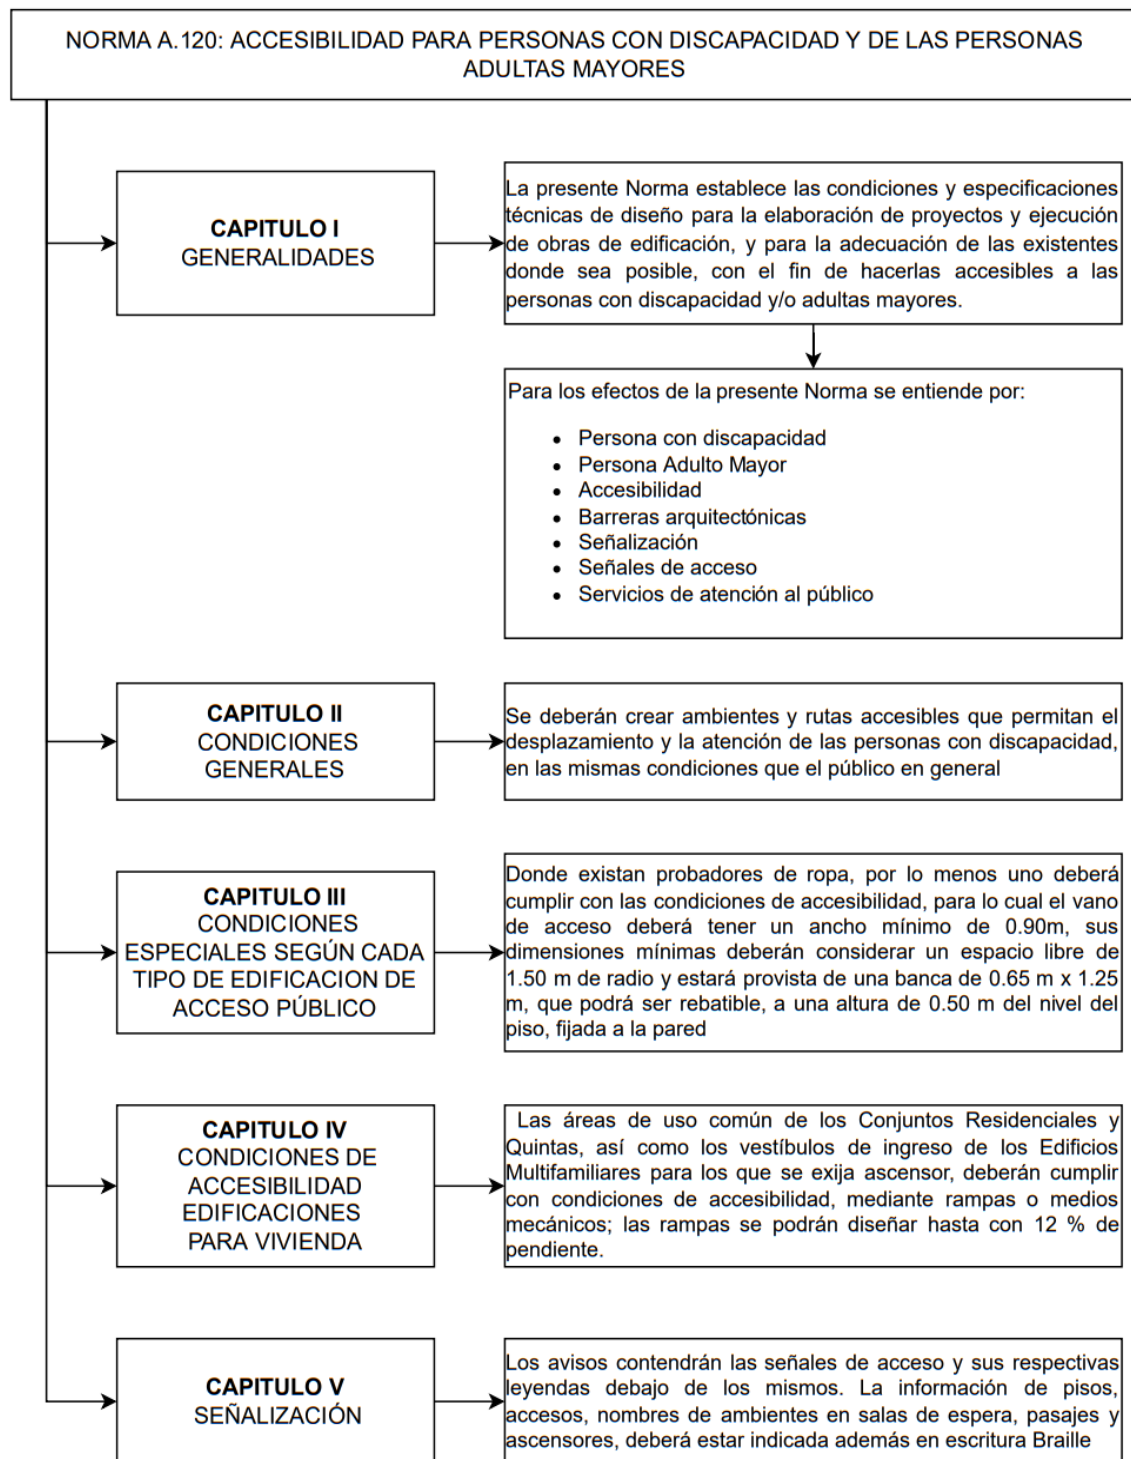 NORMA A.120: ACCESIBILIDAD PARA PERSONAS CON DISCAPACIDAD Y DE LAS PERSONAS
ADULTAS MAYORES
CAPITULO I
GENERALIDADES
La presente Norma establece las condiciones y especificaciones
técnicas de diseño para la elaboración de proyectos y ejecución
de obras de edificación, y para la adecuación de las existentes
donde sea posible, con el fin de hacerlas accesibles a las
personas con discapacidad y/o adultas mayores.
Para los efectos de la presente Norma se entiende por:
• Persona con discapacidad
• Persona Adulto Mayor
• Accesibilidad
• Barreras arquitectónicas
• Señalización
• Señales de acceso
• Servicios de atención al público
CAPITULO II
CONDICIONES
GENERALES
Se deberán crear ambientes y rutas accesibles que permitan el
desplazamiento y la atención de las personas con discapacidad,
en las mismas condiciones que el público en general
CAPITULO III
CONDICIONES
ESPECIALES SEGÚN CADA
TIPO DE EDIFICACION DE
ACCESO PÚBLICO
Donde existan probadores de ropa, por lo menos uno deberá
cumplir con las condiciones de accesibilidad, para lo cual el vano
de acceso deberá tener un ancho mínimo de 0.90m, sus
dimensiones mínimas deberán considerar un espacio libre de
1.50 m de radio y estará provista de una banca de 0.65 m x 1.25
m, que podrá ser rebatible, a una altura de 0.50 m del nivel del
piso, fijada a la pared
CAPITULO IV
CONDICIONES DE
ACCESIBILIDAD
EDIFICACIONES
PARA VIVIENDA
Las áreas de uso común de los Conjuntos Residenciales y
Quintas, así como los vestíbulos de ingreso de los Edificios
Multifamiliares para los que se exija ascensor, deberán cumplir
con condiciones de accesibilidad, mediante rampas o medios
mecánicos; las rampas se podrán diseñar hasta con 12 % de
pendiente.
CAPITULO V
SEÑALIZACIÓN
Los avisos contendrán las señales de acceso y sus respectivas
leyendas debajo de los mismos. La información de pisos,
accesos, nombres de ambientes en salas de espera, pasajes y
ascensores, deberá estar indicada además en escritura Braille